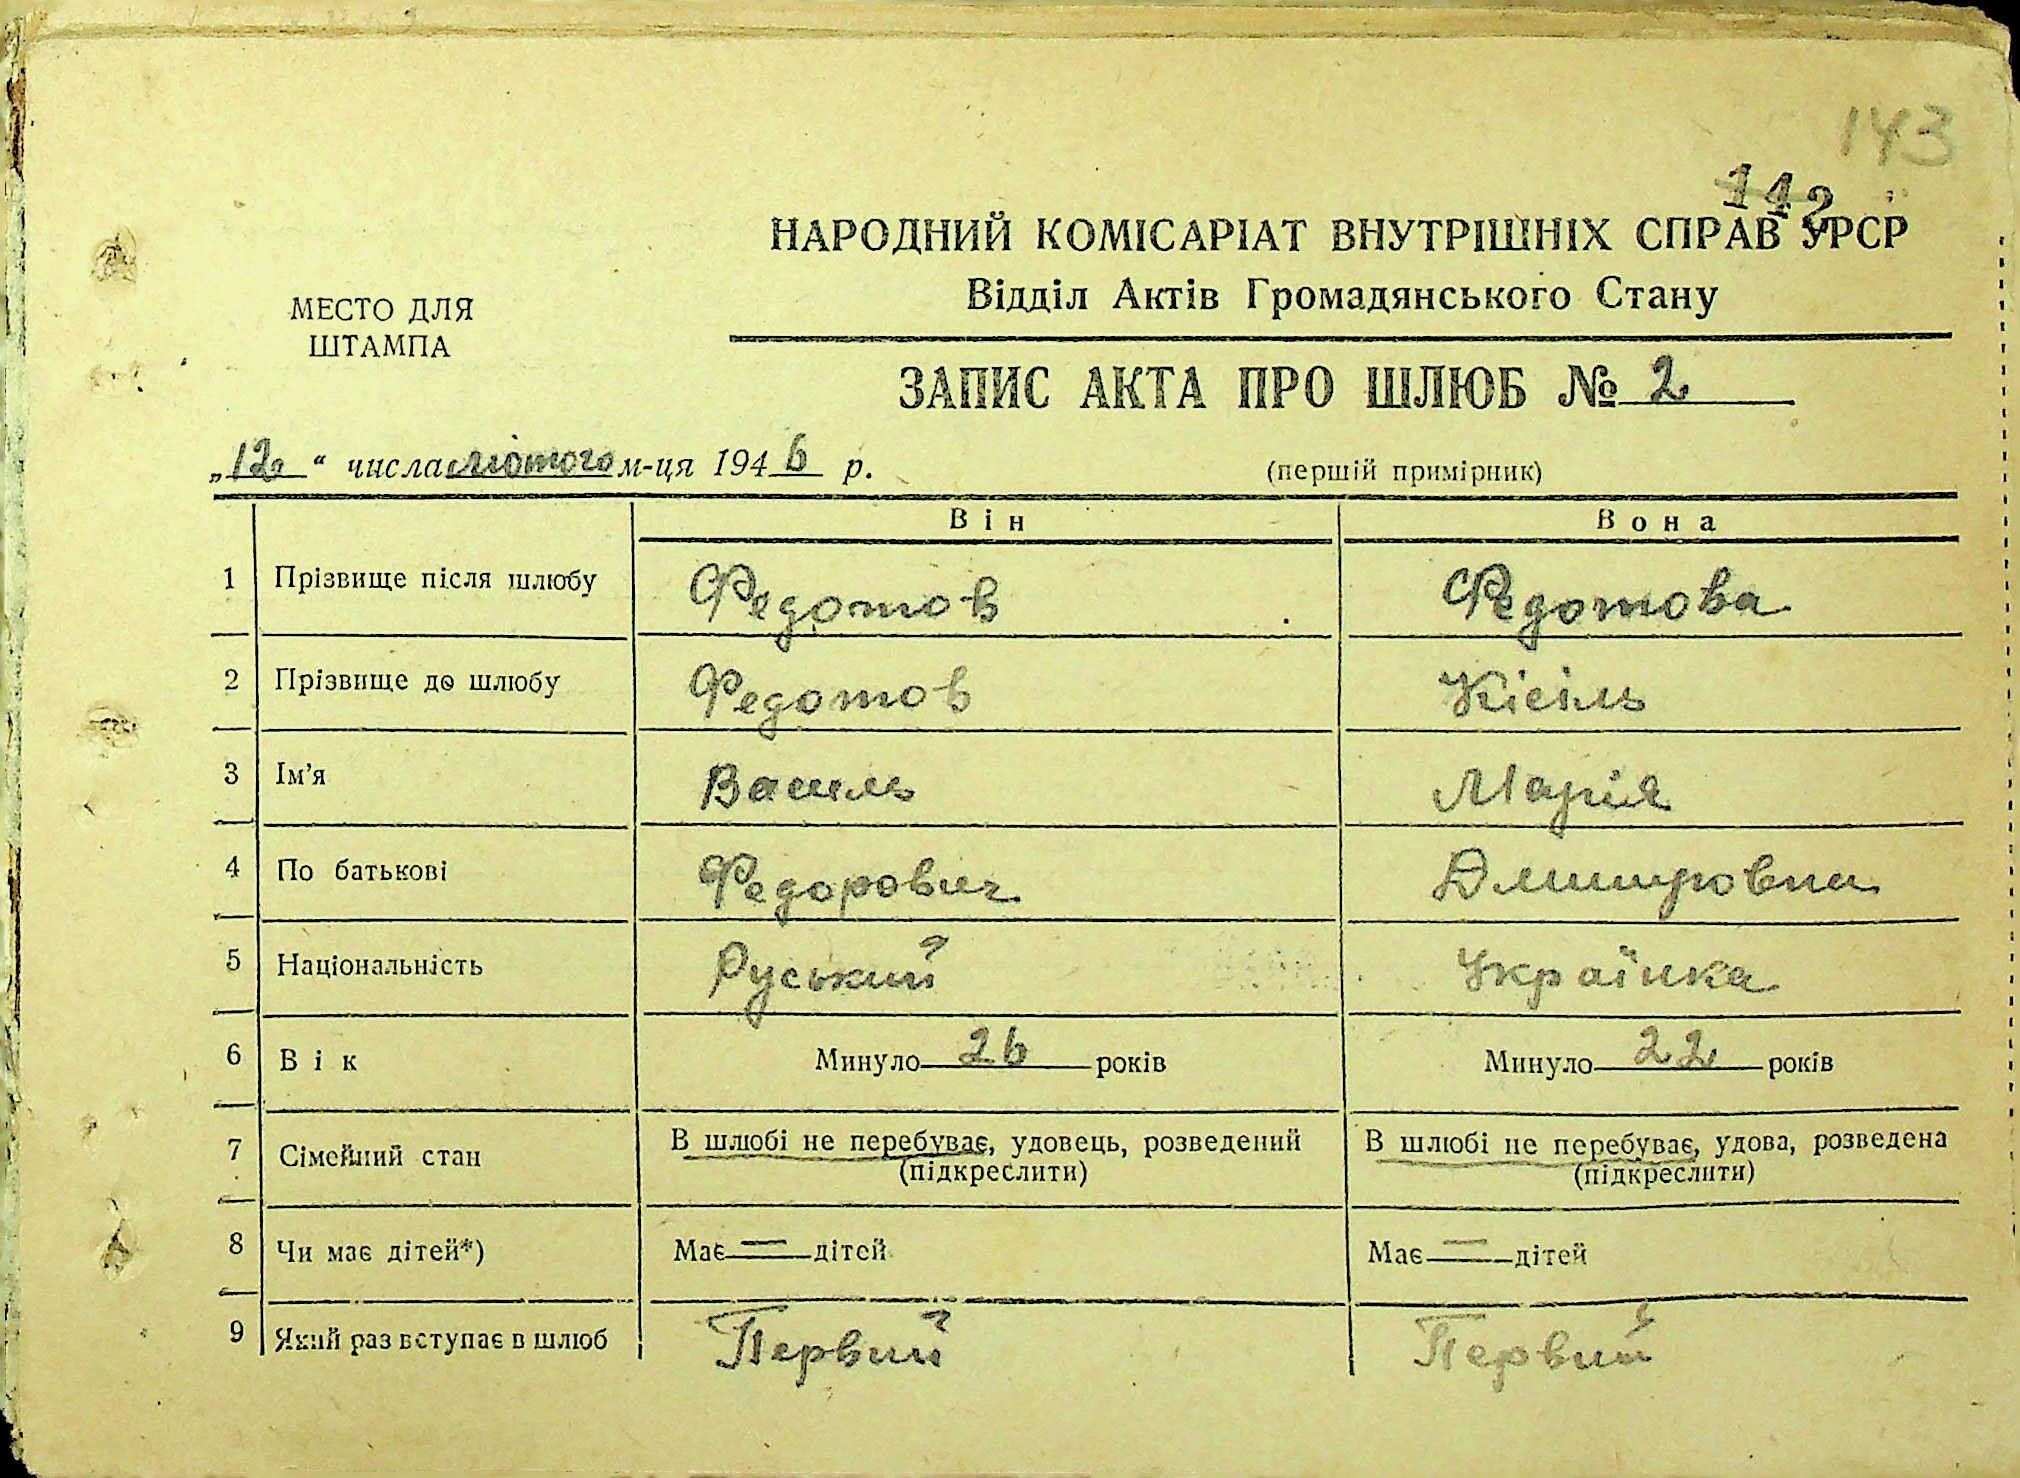 143
142
НАРОДНИЙ КОМІСАРІАТ ВНУТРІШНІХ СПРАВ УРСР
Відділ Актів Громадянського Стану
МЕСТО ДЛЯ
ШТАМПА
ЗАПИС АКТА ПРО ШЛЮБ № 2
„12“ числа лютого м-ця 1946 р.
(першій примірник)
Він Вона
1 Прізвище після шлюбу Федотов Федотова
2 Прізвище до шлюбу Федотов Кісіль
3 Ім’я Василь Марія
4 По батькові Федорович Дмитровна
5 Національність Руський Українка
6 Вік Минуло 26 років Минуло 22 років
7 Сімейний стан В шлюбі не перебуває, удовець, розведений В шлюбі не перебуває, удова, розведена
(підкреслити) (підкреслити)
8 Чи має дітей*) Має — дітей Має — дітей
9 Який раз вступає в шлюб Первий Первий